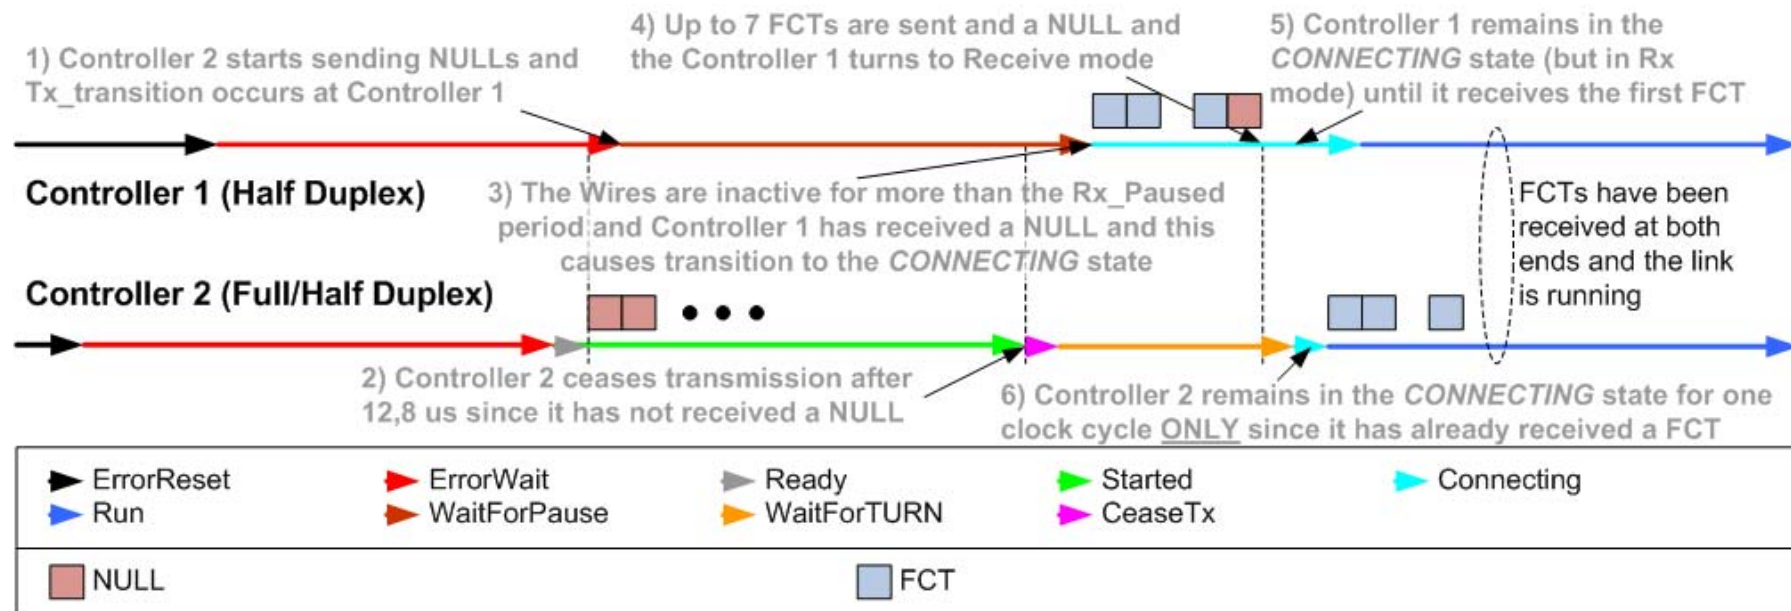 4) Up to 7 FCTs are sent and a NULL and
the Controller 1 turns to Receive mode
5) Controller 1 remains in the
CONNECTING state (but in Rx
mode) until it receives the first FCT
1) Controller 2 starts sending NULLs and
Tx_transition occurs at Controller 1
Controller 1 (Half Duplex)
3) The Wires are inactive for more than the Rx_Paused
period and Controller 1 has received a NULL and this
causes transition to the CONNECTING state
FCTs have been
received at both
ends and the link
is running
Controller 2 (Full/Half Duplex)
2) Controller 2 ceases transmission after
12,8 us since it has not received a NULL
6) Controller 2 remains in the CONNECTING state for one
clock cycle ONLY since it has already received a FCT
ErrorReset ErrorWait Ready Started Connecting
Run WaitForPause WaitForTURN CeaseTx
NULL FCT